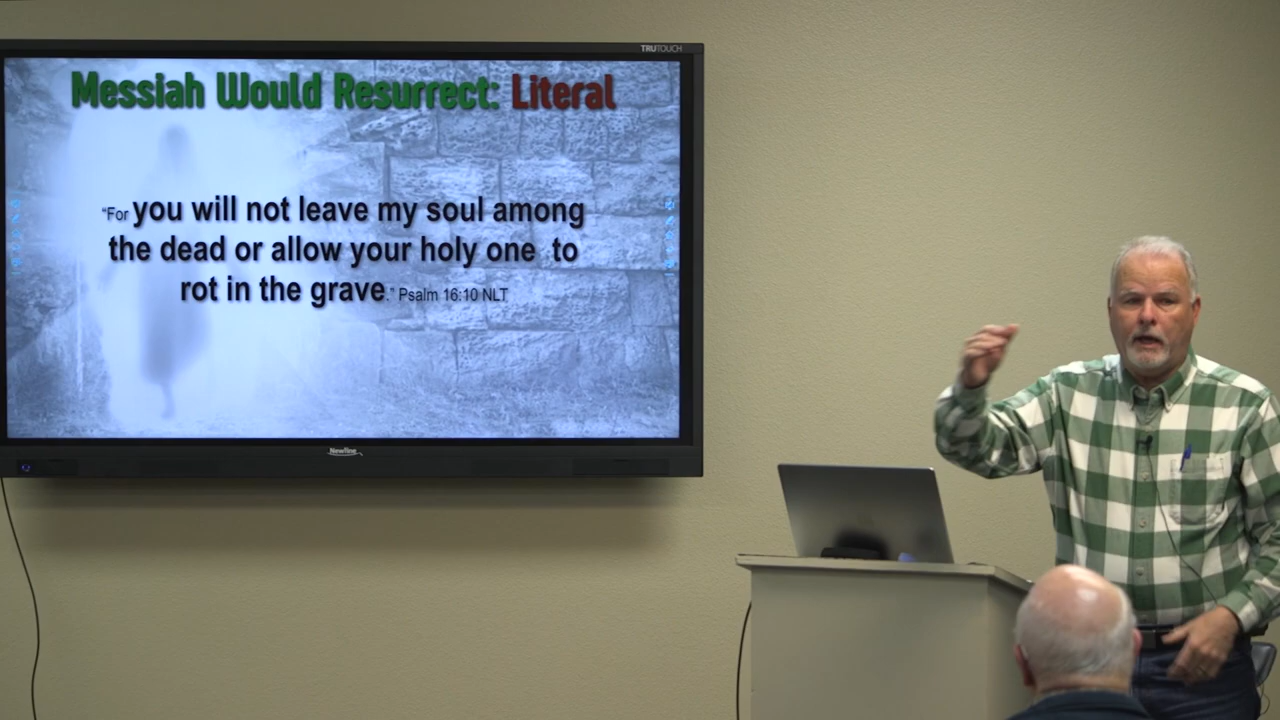 TRUTOUCH
Messiah Would Resurrect: Literal
“For you will not leave my soul among
the dead or allow your holy one to
rot in the grave.” Psalm 16:10 NLT
Newline